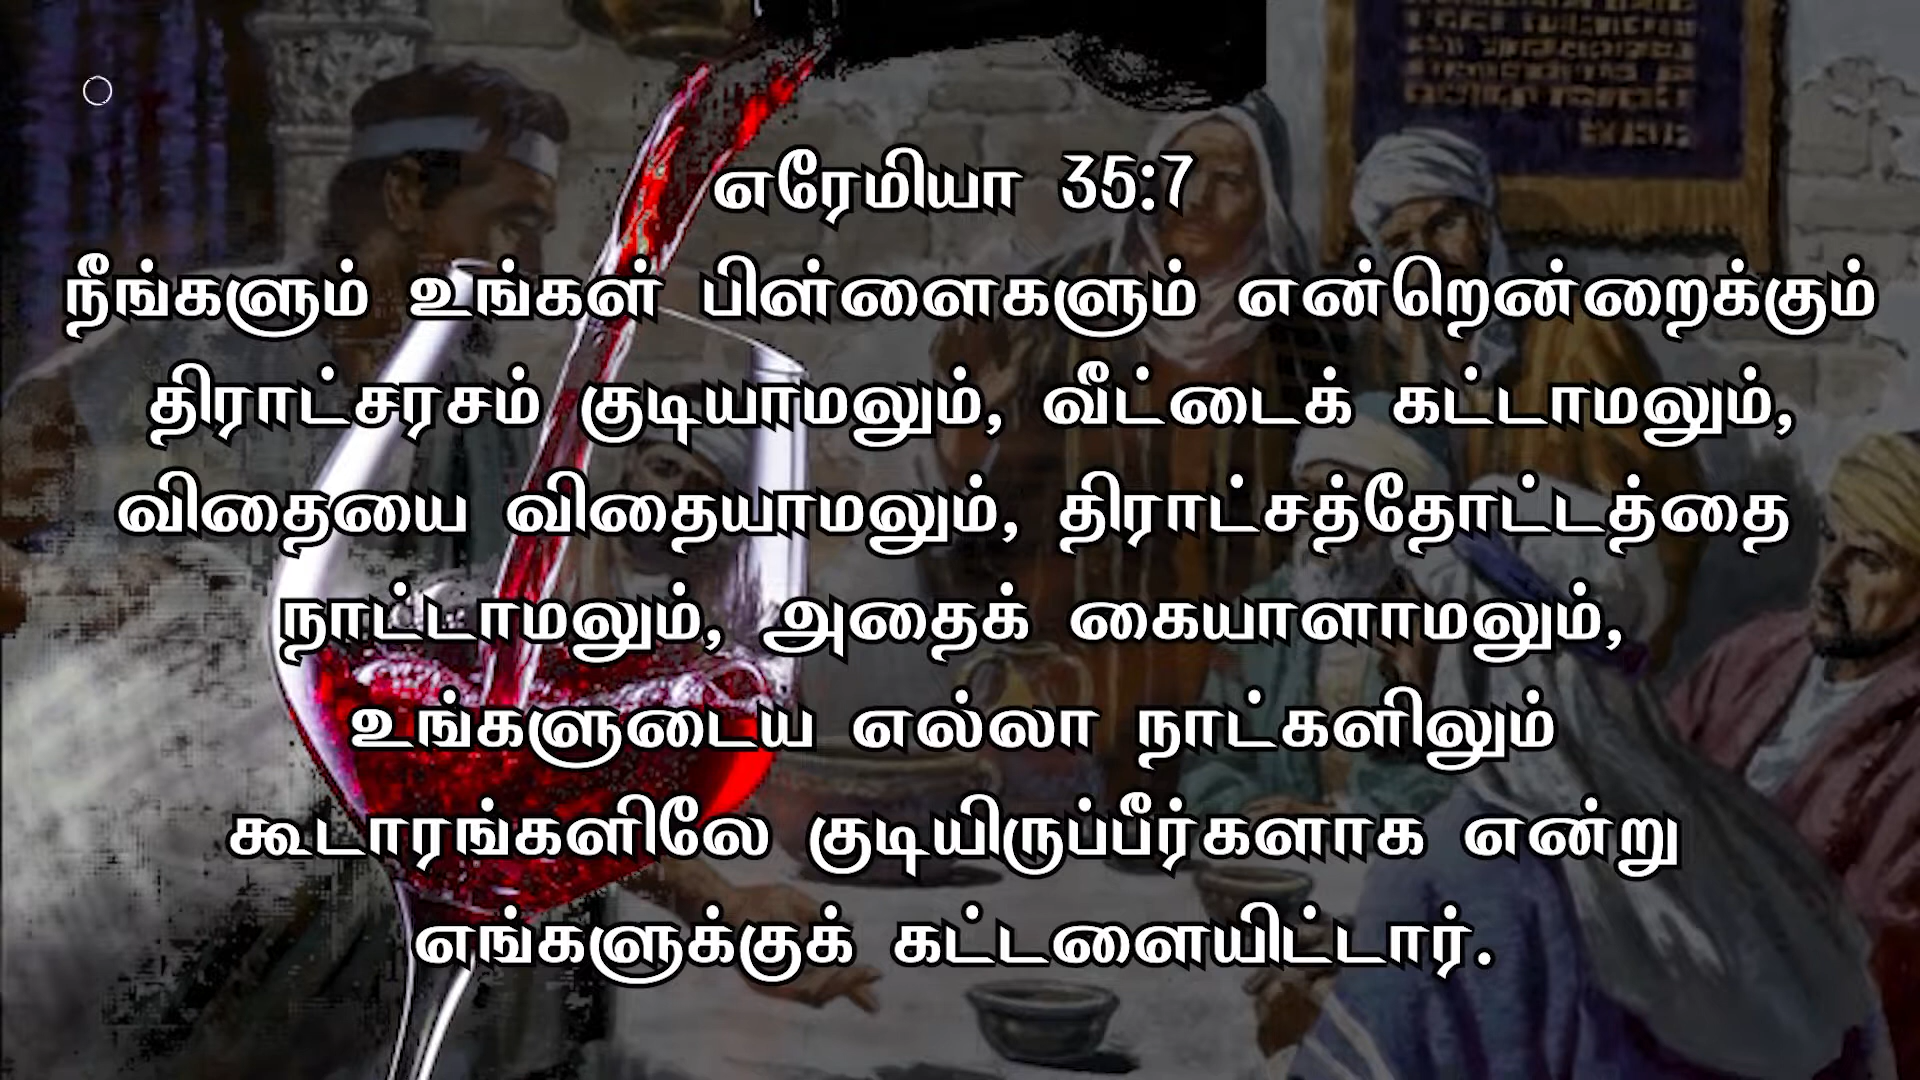 எரேமியா 35:7
நீங்களும் உங்கள் பிள்ளைகளும் என்றென்றைக்கும்
திராட்சரசம் குடியாமலும், வீட்டைக் கட்டாமலும்,
விதையை விதையாமலும், திராட்சத்தோட்டத்தை
நாட்டாமலும், அதைக் கையாளாமலும்,
உங்களுடைய எல்லா நாட்களிலும்
கூடாரங்களிலே குடியிருப்பீர்களாக என்று
எங்களுக்குக் கட்டளையிட்டார்.